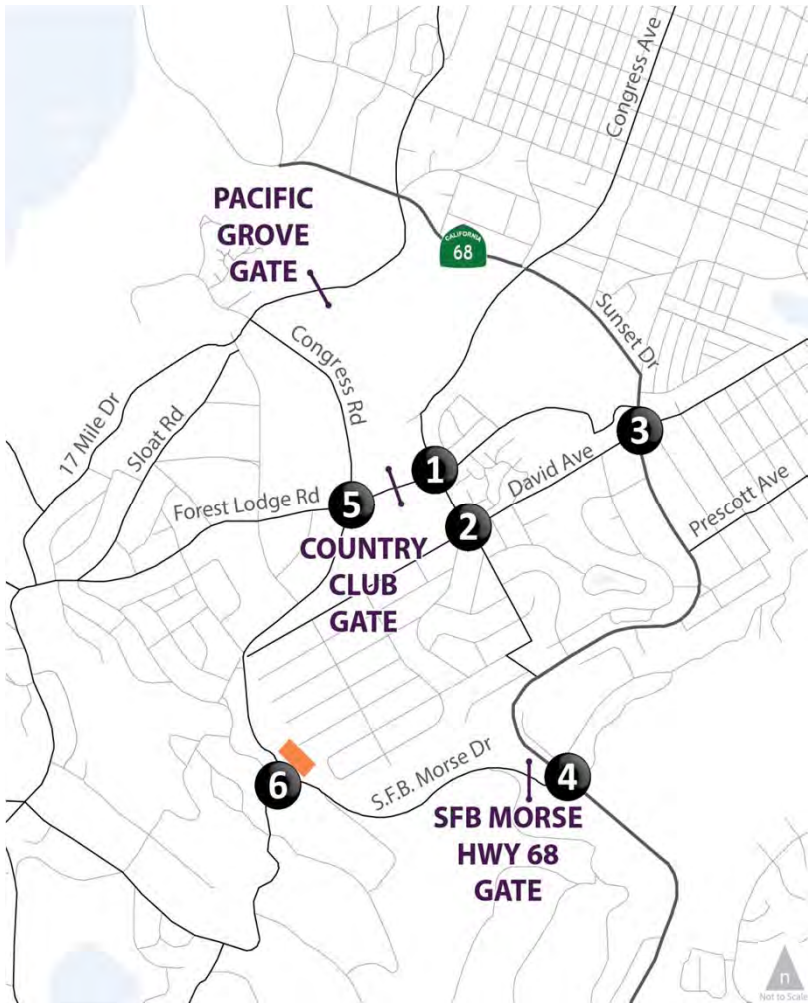 Congress Ave
PACIFIC
GROVE
GATE
CALIFORNIA
68
Sunset Dr
Congress Rd
17 Mile Dr
Sloat Rd
3
1
David Ave
Prescott Ave
Forest Lodge Rd
5
2
COUNTRY
CLUB
GATE
6
S.F.B. Morse Dr
4
SFB MORSE
HWY 68
GATE
n
Not to Scale